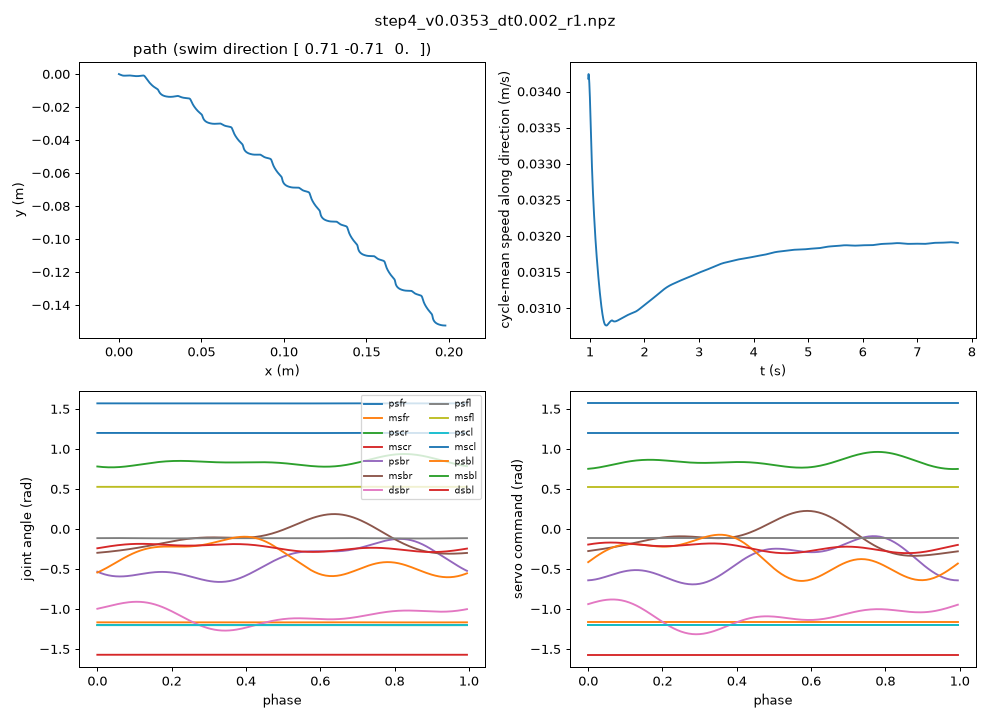 step4_v0.0353_dt0.002_r1.npz
path (swim direction [ 0.71 -0.71  0.  ])
0.00
−0.02
−0.04
−0.06
−0.08
−0.10
−0.12
−0.14
y (m)
0.00 0.05 0.10 0.15 0.20
x (m)
cycle-mean speed along direction (m/s)
0.0340
0.0335
0.0330
0.0325
0.0320
0.0315
0.0310
1 2 3 4 5 6 7 8
t (s)
joint angle (rad)
1.5
1.0
0.5
0.0
−0.5
−1.0
−1.5
psfr psfl
msfr msfl
pscr pscl
mscr mscl
psbr psbl
msbr msbl
dsbr dsbl
0.0 0.2 0.4 0.6 0.8 1.0
phase
servo command (rad)
1.5
1.0
0.5
0.0
−0.5
−1.0
−1.5
0.0 0.2 0.4 0.6 0.8 1.0
phase